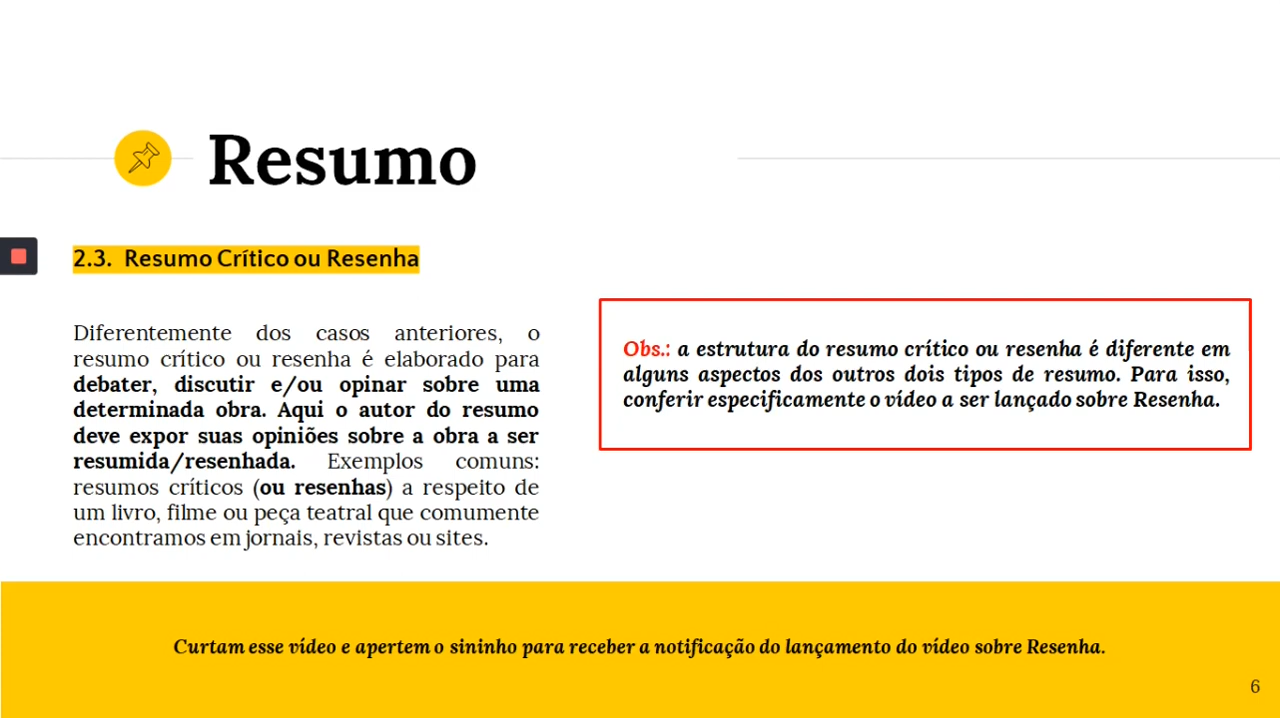 Resumo
2.3. Resumo Crítico ou Resenha
Diferentemente dos casos anteriores, o
resumo crítico ou resenha é elaborado para
debater, discutir e/ou opinar sobre uma
determinada obra. Aqui o autor do resumo
deve expor suas opiniões sobre a obra a ser
resumida/resenhada. Exemplos comuns:
resumos críticos (ou resenhas) a respeito de
um livro, filme ou peça teatral que comumente
encontramos em jornais, revistas ou sites.
Obs.: a estrutura do resumo crítico ou resenha é diferente em
alguns aspectos dos outros dois tipos de resumo. Para isso,
conferir especificamente o vídeo a ser lançado sobre Resenha.
Curtam esse vídeo e apertem o sininho para receber a notificação do lançamento do vídeo sobre Resenha.
6